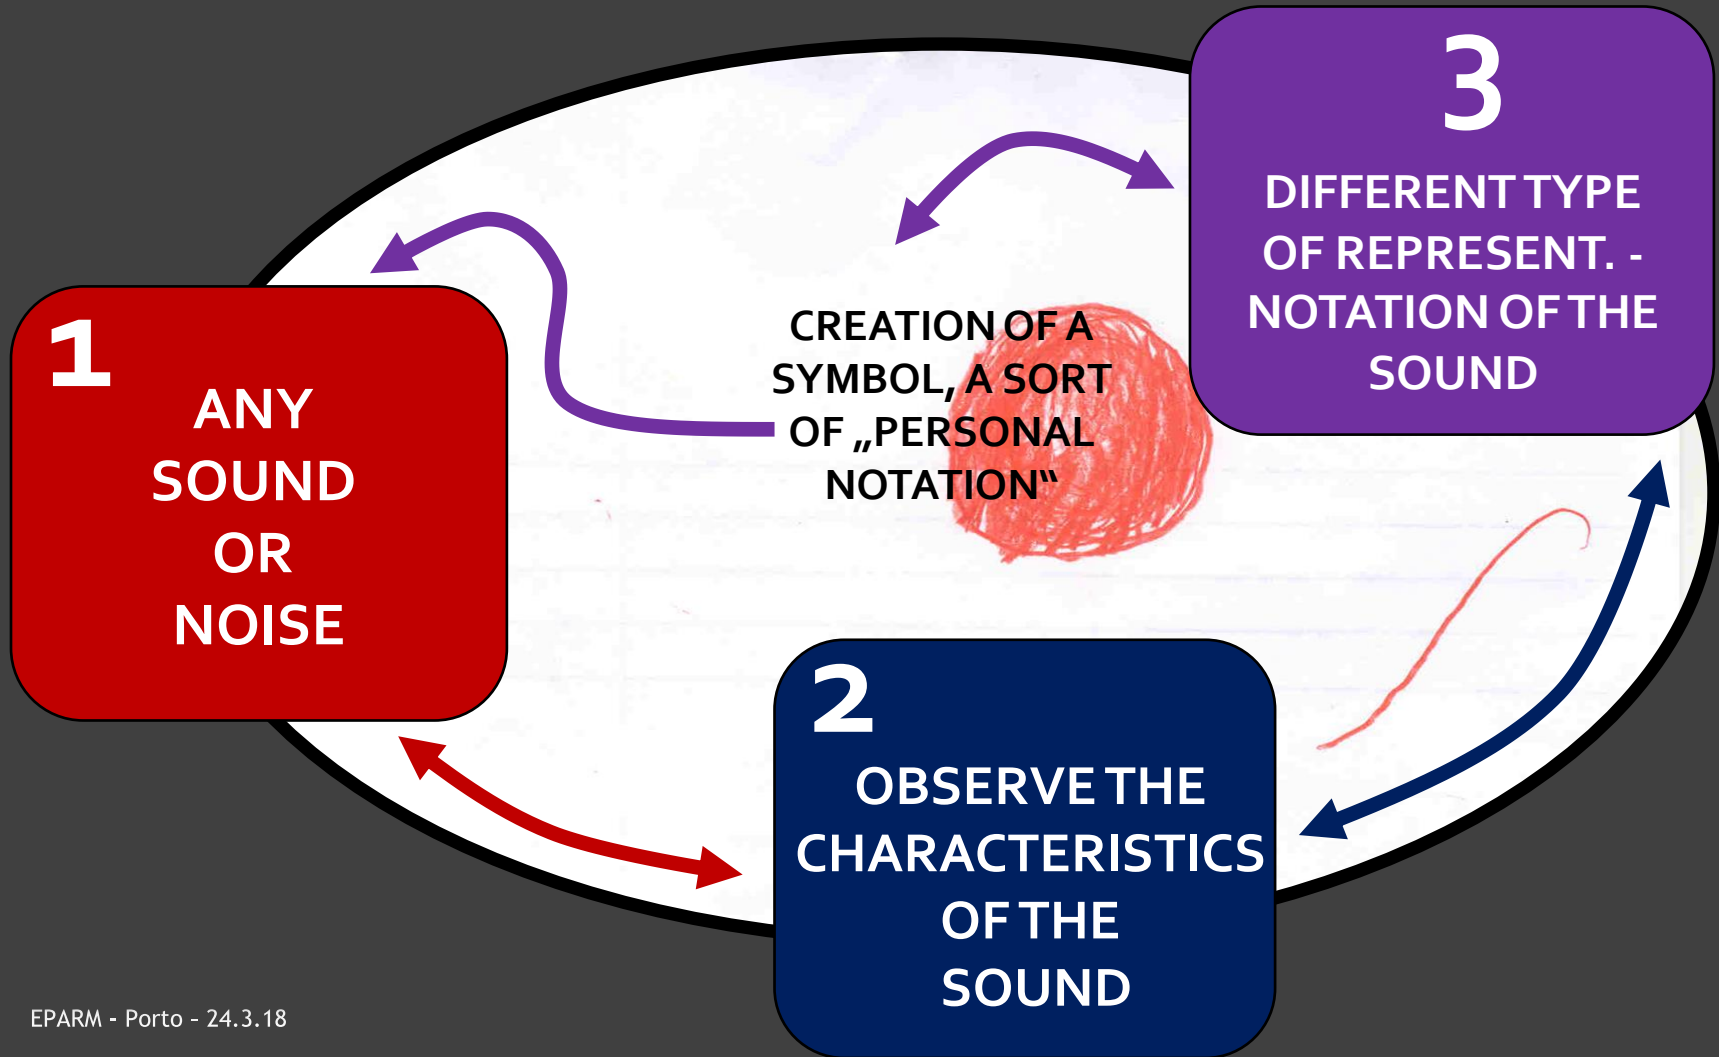 1
ANY
SOUND
OR
NOISE
CREATION OF A
SYMBOL, A SORT
OF „PERSONAL
NOTATION“
3
DIFFERENT TYPE
OF REPRESENT. -
NOTATION OF THE
SOUND
2
OBSERVE THE
CHARACTERISTICS
OF THE
SOUND
EPARM - Porto – 24.3.18